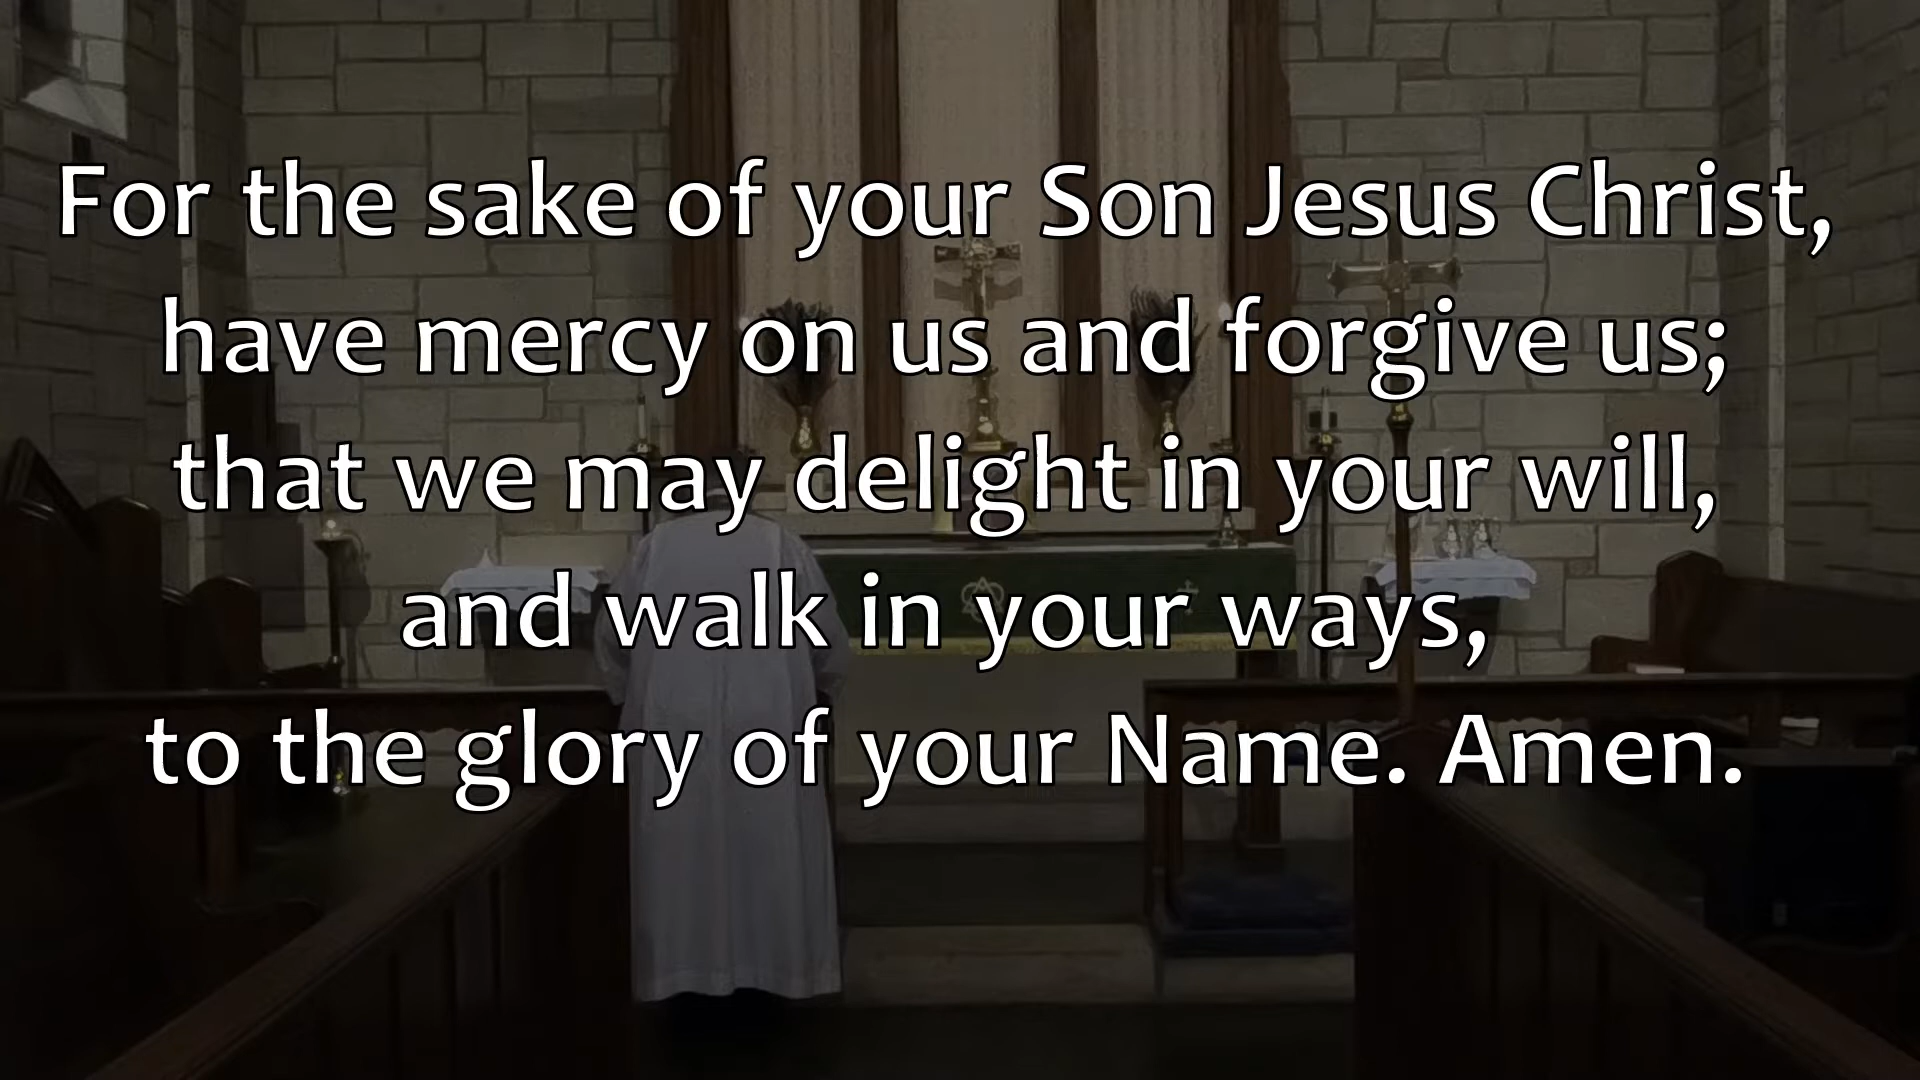 For the sake of your Son Jesus Christ,
have mercy on us and forgive us;
that we may delight in your will,
and walk in your ways,
to the glory of your Name. Amen.